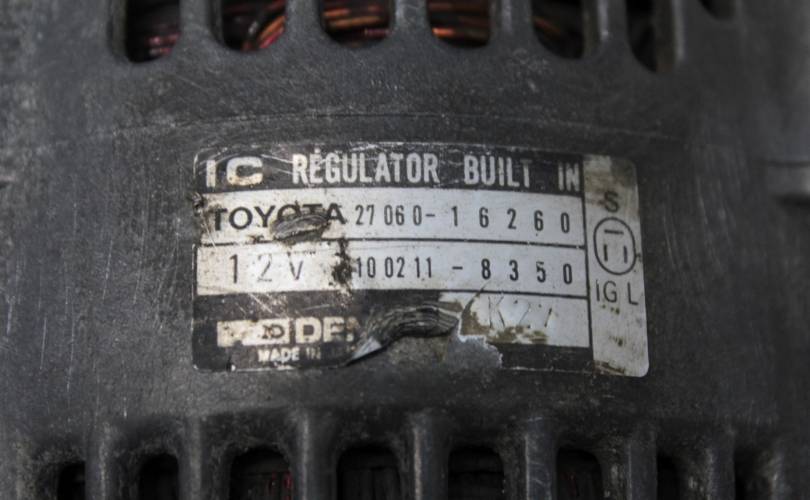 IC REGULATOR BUILT IN
TOYOTA 27060-16260
12V 100211-8350
MADE IN
S
IG L